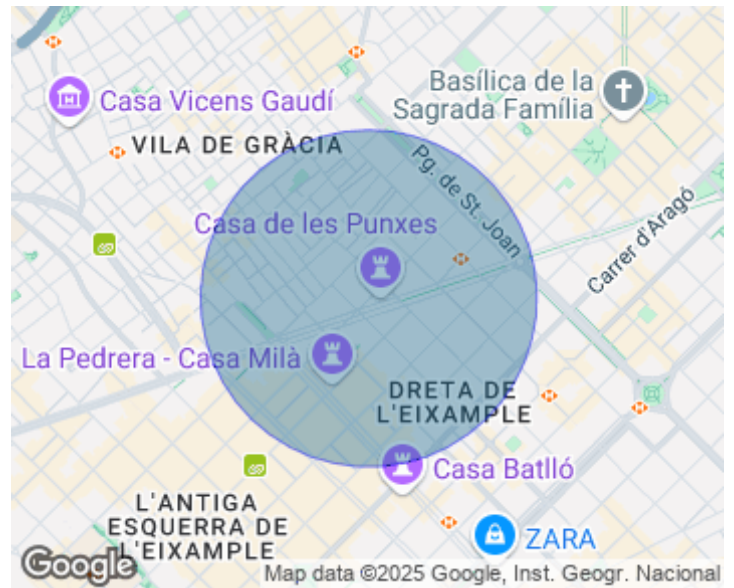 Basílica de la
Sagrada Família
Casa Vicens Gaudí
VILA DE GRÀCIA
Pg. de St. Joan
Casa de les Punxes
Carrer d'Aragó
La Pedrera - Casa Milà
DRETA DE
L'EIXAMPLE
Casa Batlló
L'ANTIGA
ESQUERRA DE
L'EIXAMPLE
ZARA
Google
Map data ©2025 Google, Inst. Geogr. Nacional